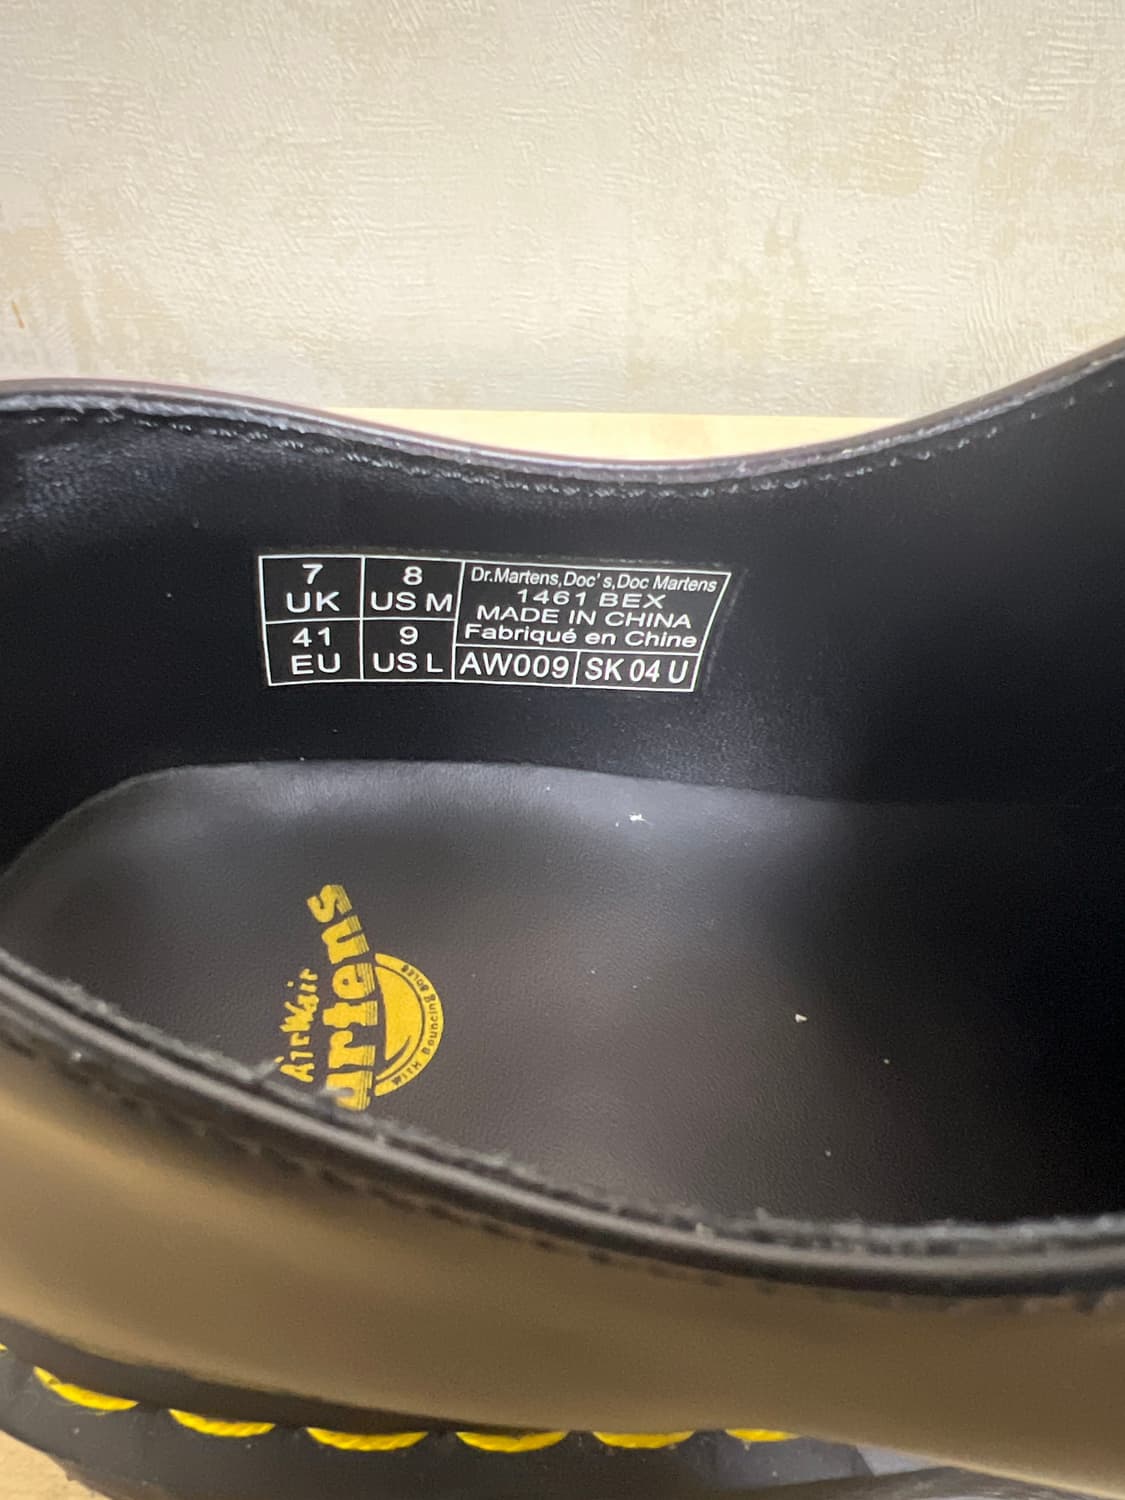 7
UK
8
US M
41
EU
9
US L
Dr.Martens,Doc's,Doc Martens
1461 BEX
MADE IN CHINA
Fabriqué en Chine
AW009
SK 04 U
AirWair
WITH Bouncing SOLES